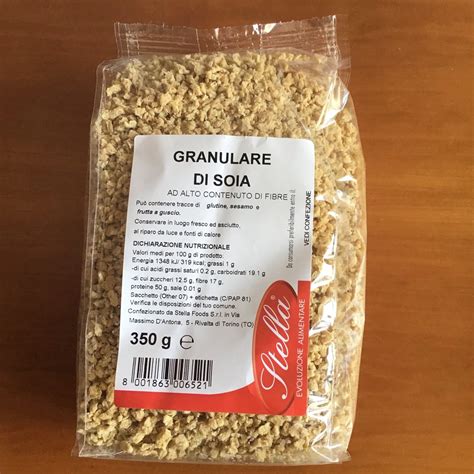 GRANULARE
DI SOIA
AD ALTO CONTENUTO DI FIBRE
Può contenere tracce di glutine, sesamo e
frutta a guscio.
Conservare in luogo fresco ed asciutto,
al riparo da luce e fonti di calore
DICHIARAZIONE NUTRIZIONALE
Valori medi per 100 g di prodotto.
Energia 1348 kJ/ 319 kcal; grassi 1 g
-di cui acidi grassi saturi 0.2 g, carboidrati 19.1 g
-di cui zuccheri 12.5 g, fibre 17 g,
proteine 50 g, sale 0.01 g
Sacchetto (Other 07) + etichetta (C/PAP 81)
Verifica le disposizioni del tuo comune.
Confezionato da Stella Foods S.r.l. in Via
Massimo D'Antona, 5 - Rivalta di Torino (TO)
350 g e
8 001863 006521
Da consumarsi preferibilmente entro il:
VEDI CONFEZIONE
Stella®
EVOLUZIONE ALIMENTARE